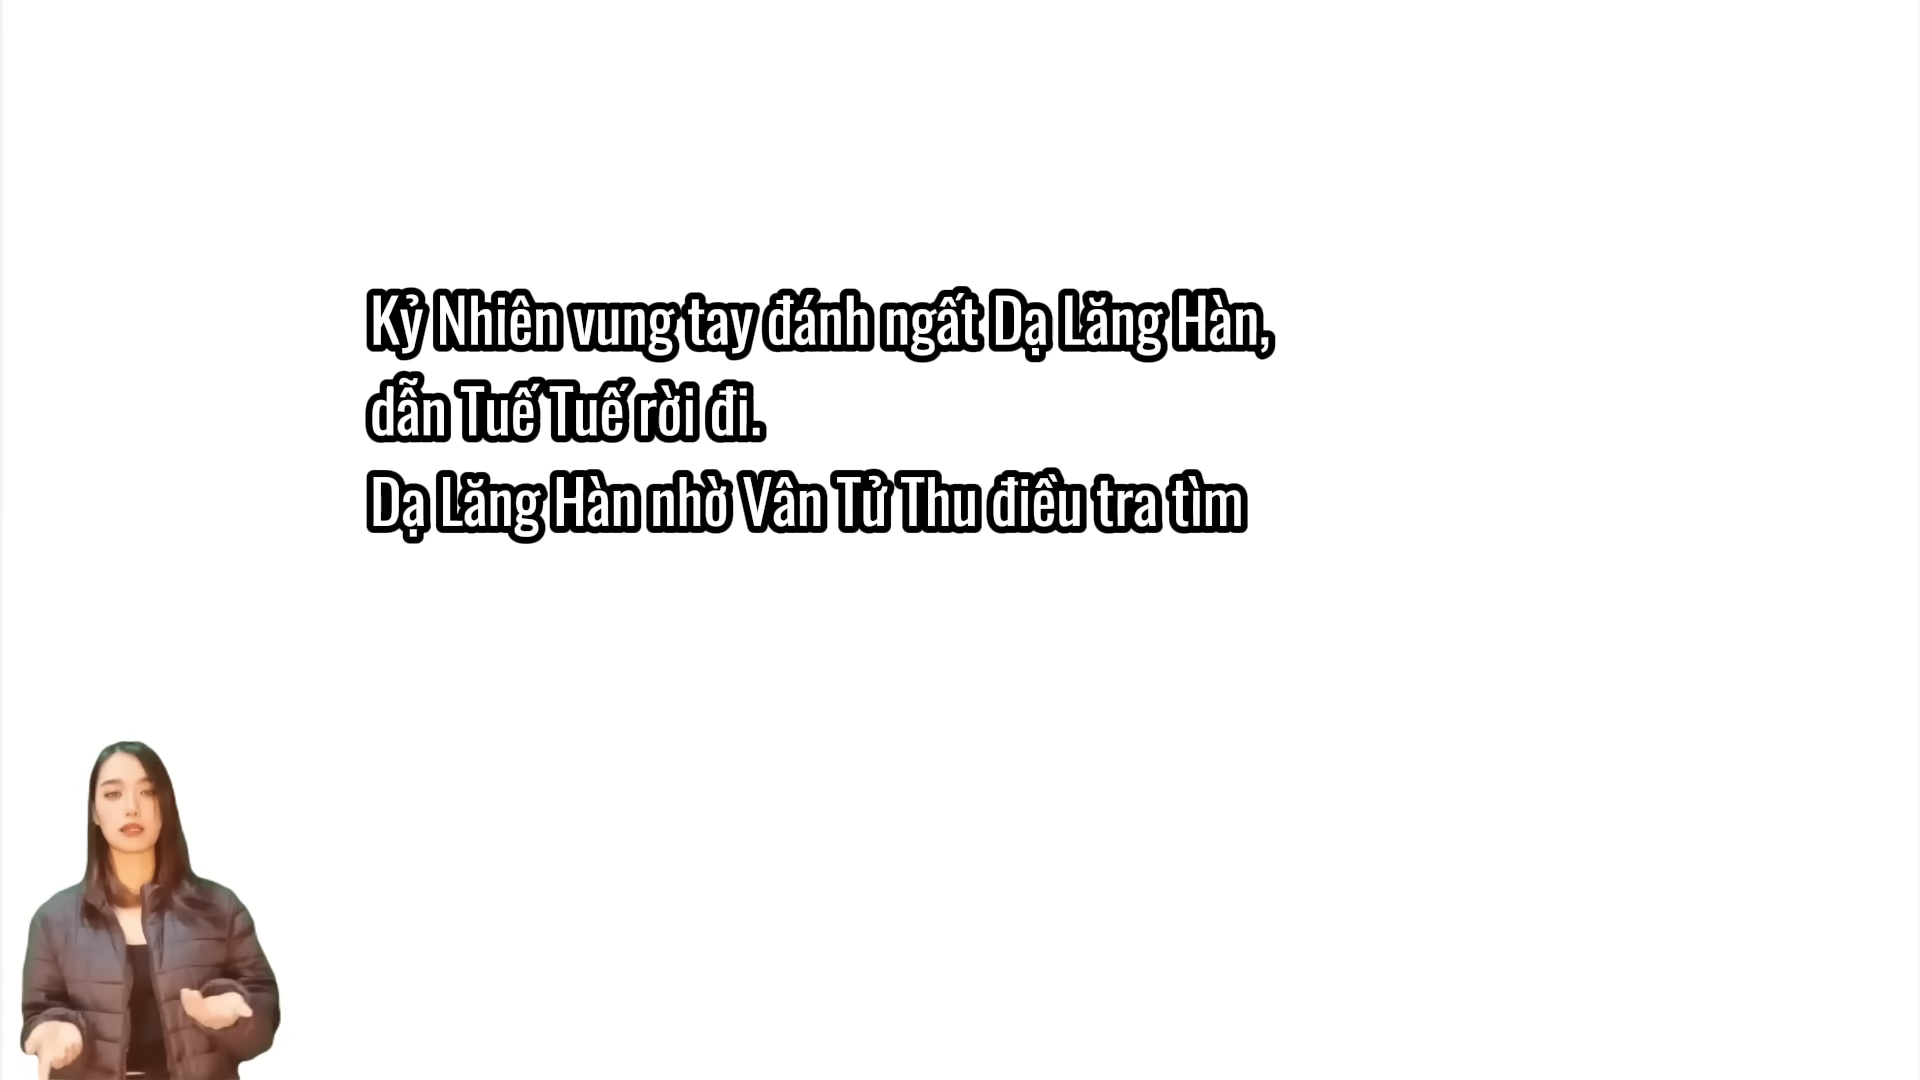 Kỷ Nhiên vung tay đánh ngất Dạ Lăng Hàn,
dẫn Tuế Tuế rời đi.
Dạ Lăng Hàn nhờ Vân Tử Thu điều tra tìm